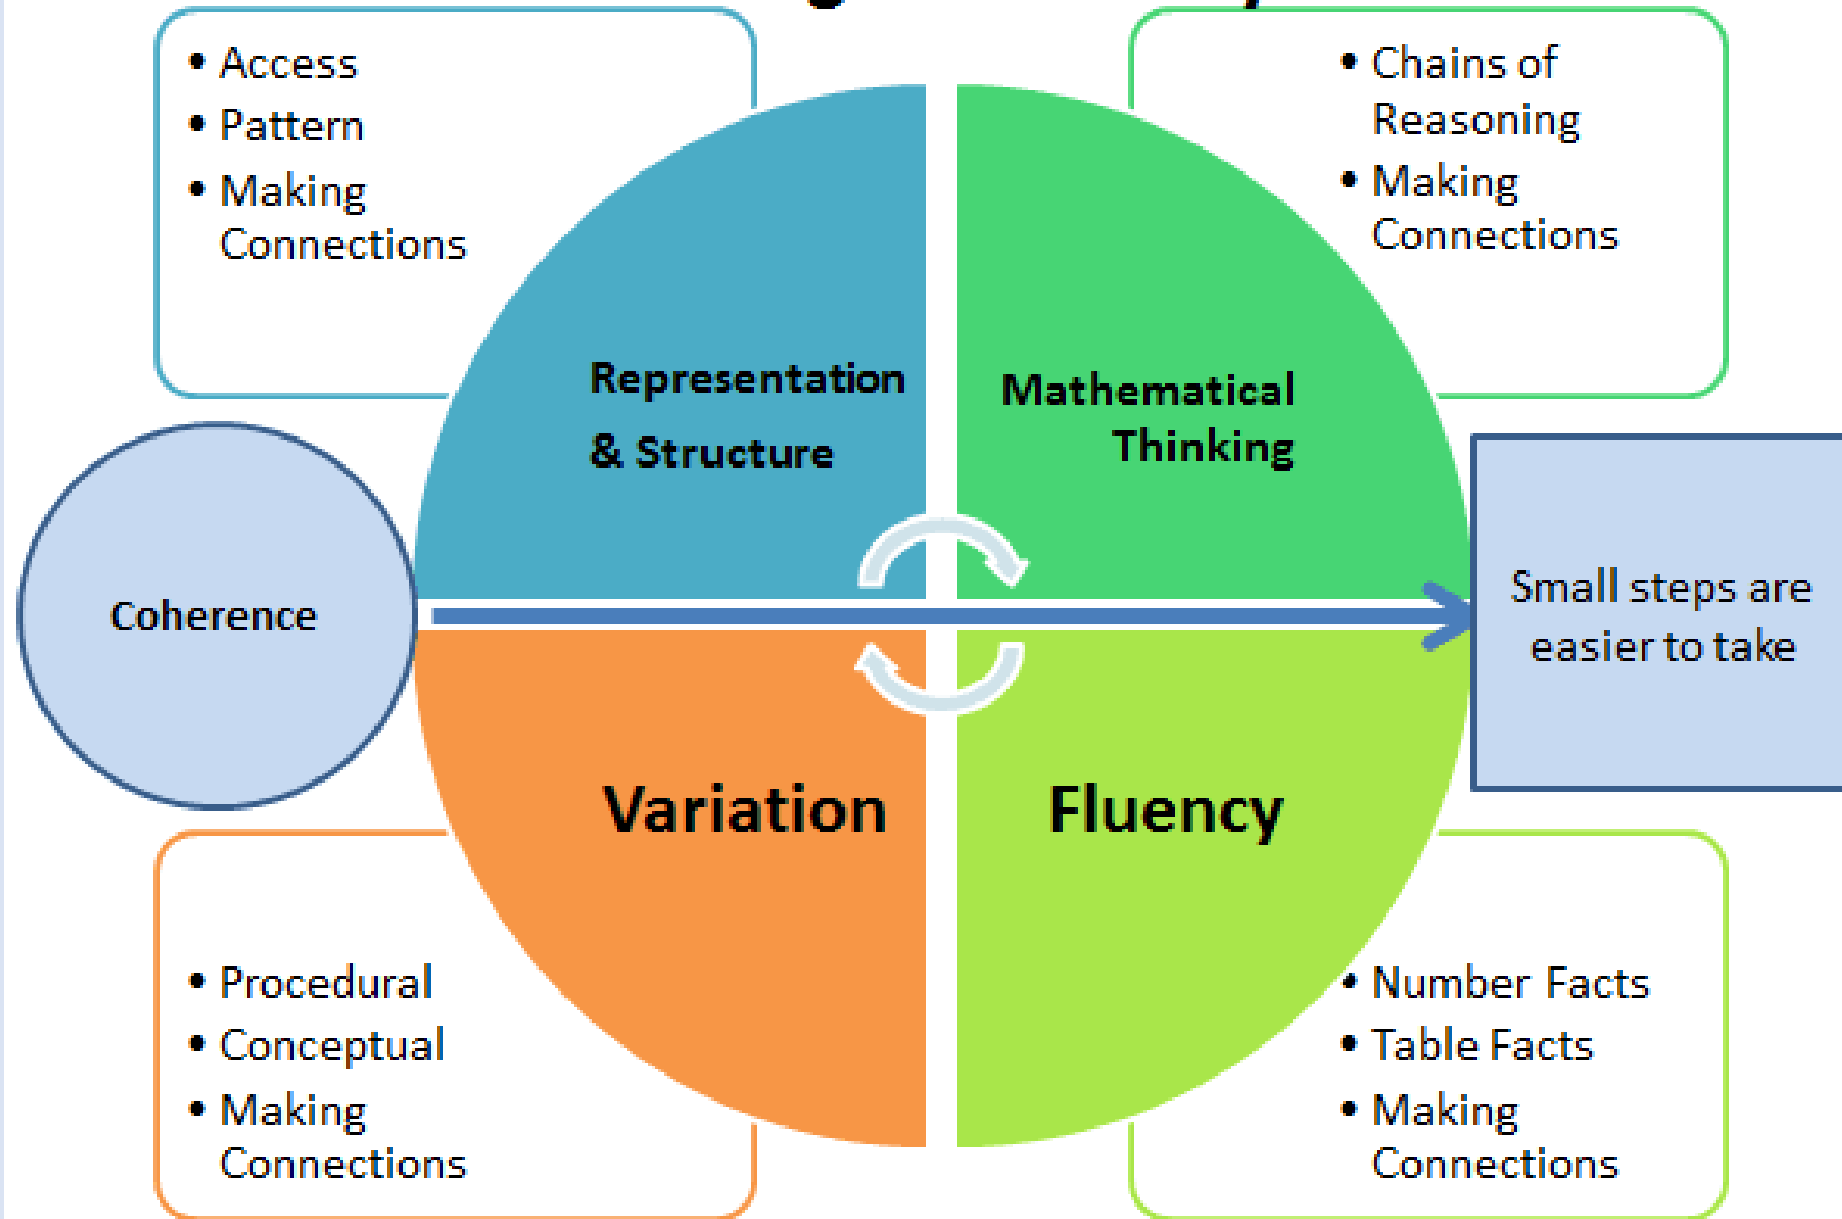 • Access
• Pattern
• Making
Connections
• Chains of
Reasoning
• Making
Connections
Representation
& Structure
Mathematical
Thinking
Coherence
Small steps are
easier to take
Variation
Fluency
• Procedural
• Conceptual
• Making
Connections
• Number Facts
• Table Facts
• Making
Connections